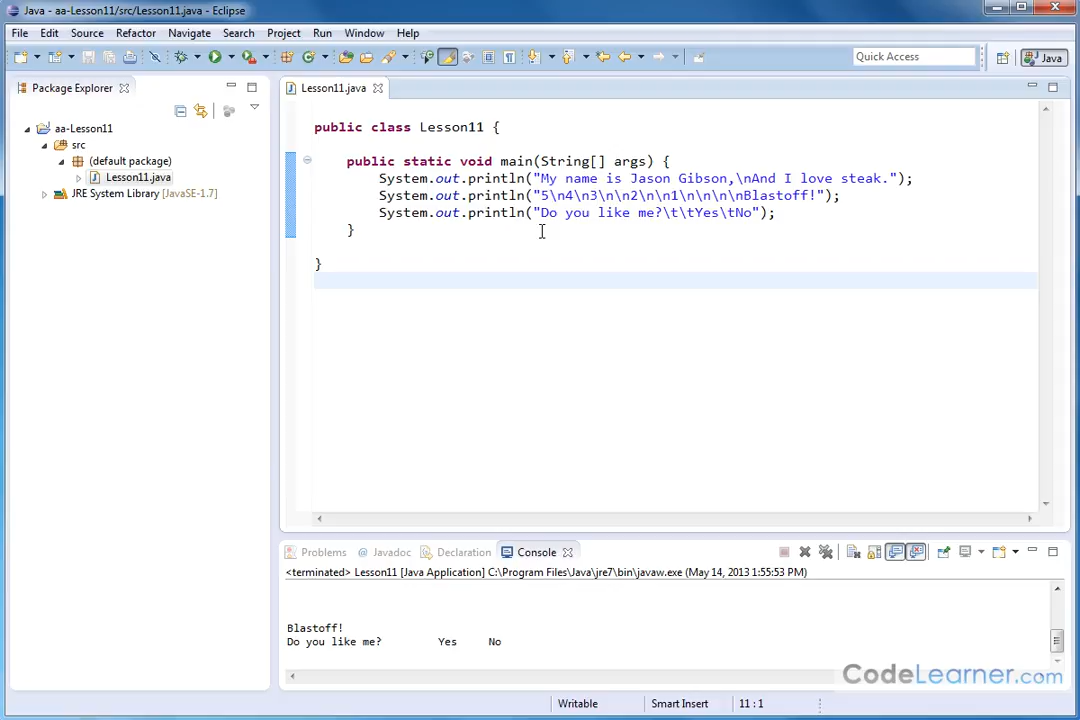 Java - aa-Lesson11/src/Lesson11.java - Eclipse
File Edit Source Refactor Navigate Search Project Run Window Help
Quick Access Java
Package Explorer
aa-Lesson11
src
(default package)
Lesson11.java
JRE System Library [JavaSE-1.7]
Lesson11.java
public class Lesson11 {
public static void main(String[] args) {
System.out.println("My name is Jason Gibson,\nAnd I love steak.");
System.out.println("5\n4\n3\n\n2\n\n1\n\n\n\nBlastoff!");
System.out.println("Do you like me?\t\tYes\tNo");
}
}
Problems @ Javadoc Declaration Console
<terminated> Lesson11 [Java Application] C:\Program Files\Java\jre7\bin\javaw.exe (May 14, 2013 1:55:53 PM)
Blastoff!
Do you like me? Yes No
CodeLearner.com
Writable Smart Insert 11 : 1